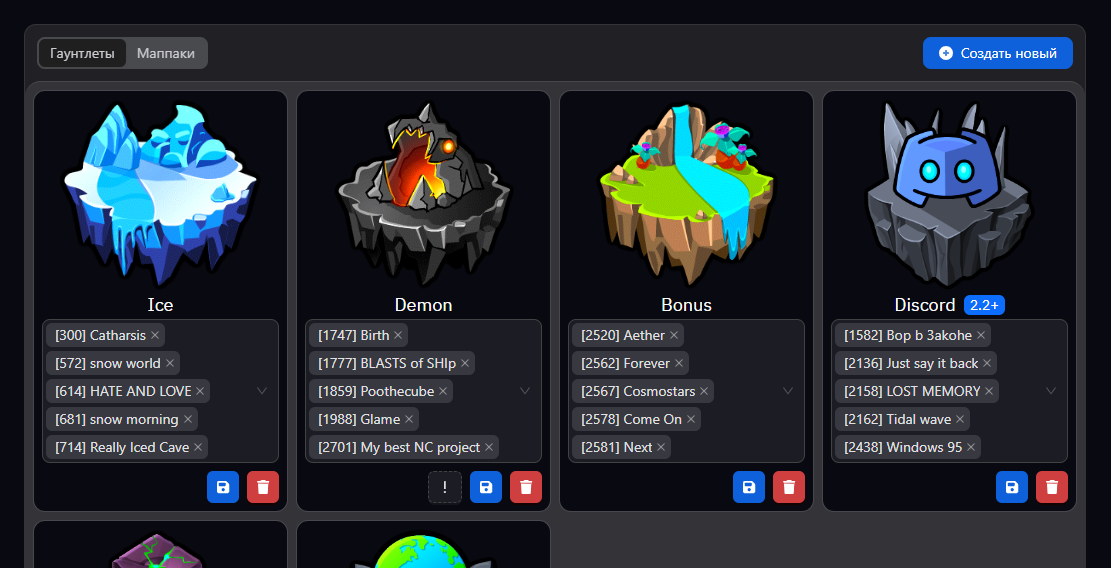 Гаунтлеты Маппаки
Создать новый
Ice
[300] Catharsis ×
[572] snow world ×
[614] HATE AND LOVE ×
[681] snow morning ×
[714] Really Iced Cave ×
Demon
[1747] Birth ×
[1777] BLASTS of SHIp ×
[1859] Poothecube ×
[1988] Glame ×
[2701] My best NC project ×
!
Bonus
[2520] Aether ×
[2562] Forever ×
[2567] Cosmostars ×
[2578] Come On ×
[2581] Next ×
Discord 2.2+
[1582] Bop b 3akohe ×
[2136] Just say it back ×
[2158] LOST MEMORY ×
[2162] Tidal wave ×
[2438] Windows 95 ×